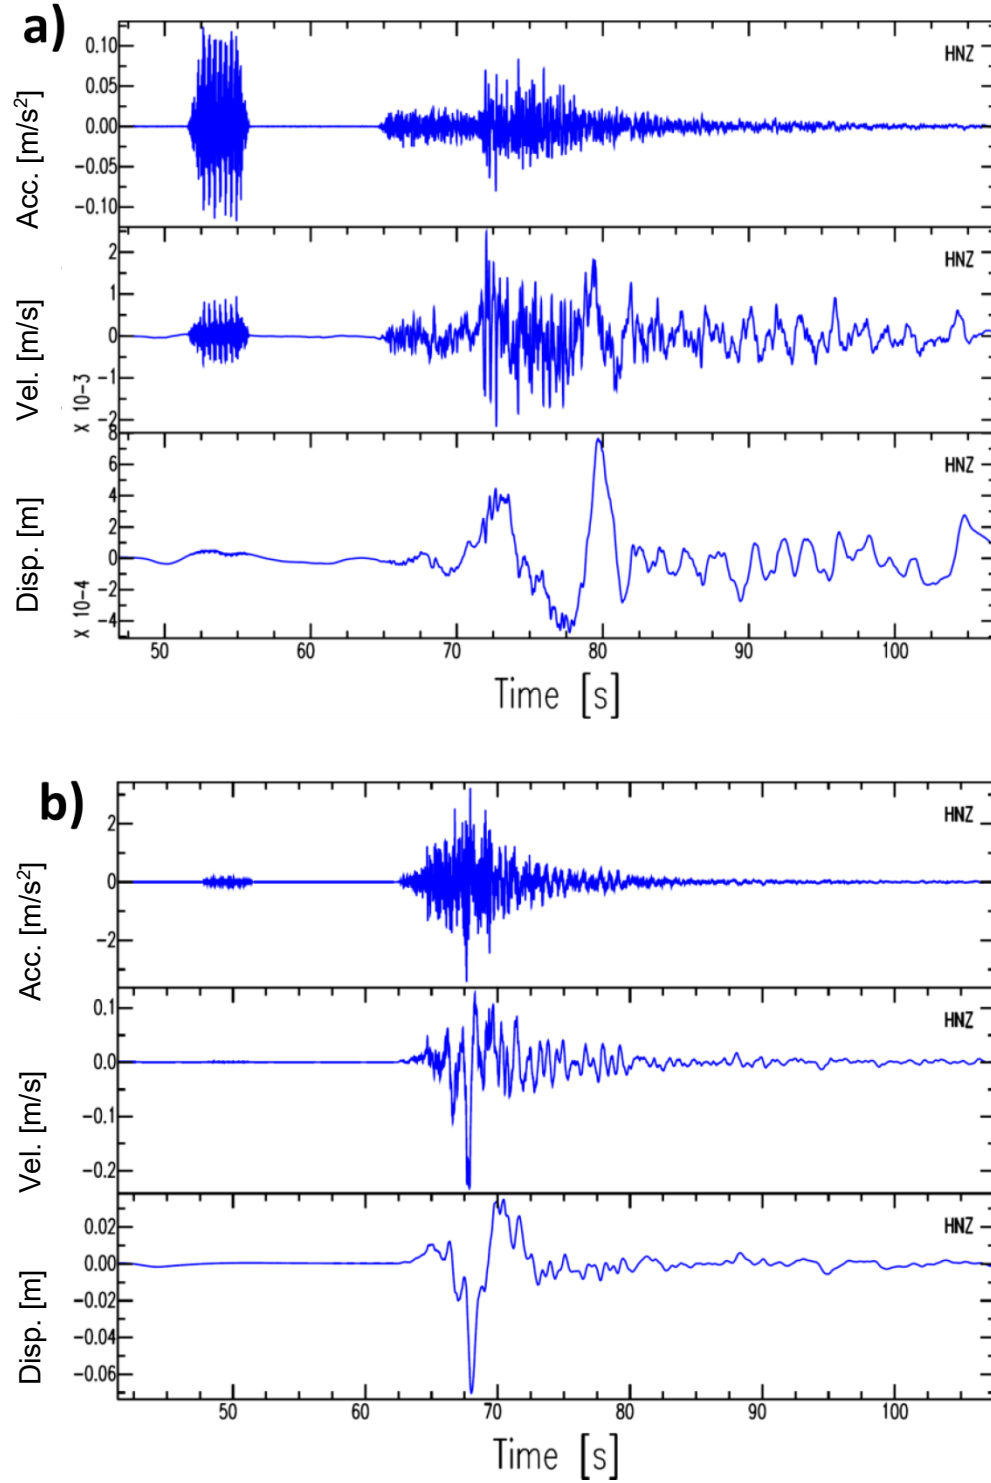 a)
Acc. [m/s²]
0.10
0.05
0.00
−0.05
−0.10
HNZ
Vel. [m/s]
X 10−3
2
1
0
−1
−2
HNZ
Disp. [m]
X 10−4
8
6
4
2
0
−2
−4
HNZ
50 60 70 80 90 100
Time [s]
b)
Acc. [m/s²]
2
0
−2
HNZ
Vel. [m/s]
0.1
0.0
−0.1
−0.2
HNZ
Disp. [m]
0.02
0.00
−0.02
−0.04
−0.06
HNZ
50 60 70 80 90 100
Time [s]